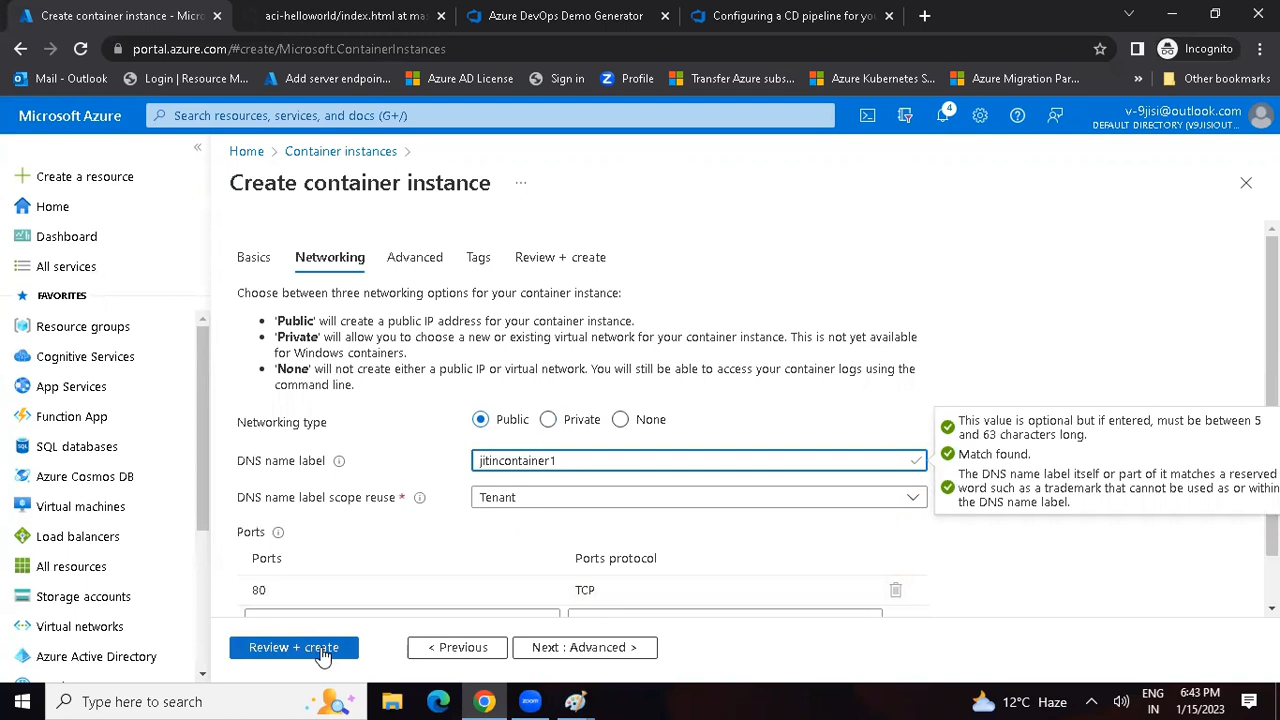 Create container instance - Micros
aci-helloworld/index.html at mas
Azure DevOps Demo Generator
Configuring a CD pipeline for you
portal.azure.com/#create/Microsoft.ContainerInstances
Incognito
Mail - Outlook
Login | Resource M...
Add server endpoin...
Azure AD License
Sign in
Profile
Transfer Azure subs...
Azure Kubernetes S...
Azure Migration Par...
»
Other bookmarks
Microsoft Azure
Search resources, services, and docs (G+/)
4
v-9jisi@outlook.com
DEFAULT DIRECTORY (V9JISIOUT...
Home > Container instances >
Create container instance ...
Create a resource
Home
Dashboard
All services
FAVORITES
Resource groups
Cognitive Services
App Services
Function App
SQL databases
Azure Cosmos DB
Virtual machines
Load balancers
All resources
Storage accounts
Virtual networks
Azure Active Directory
Basics
Networking
Advanced
Tags
Review + create
Choose between three networking options for your container instance:
• 'Public' will create a public IP address for your container instance.
• 'Private' will allow you to choose a new or existing virtual network for your container instance. This is not yet available
for Windows containers.
• 'None' will not create either a public IP or virtual network. You will still be able to access your container logs using the
command line.
Networking type
Public
Private
None
DNS name label
jitincontainer1
DNS name label scope reuse *
Tenant
This value is optional but if entered, must be between 5
and 63 characters long.
Match found.
The DNS name label itself or part of it matches a reserved
word such as a trademark that cannot be used as or within
the DNS name label.
Ports
Ports
Ports protocol
80
TCP
Review + create
< Previous
Next : Advanced >
Type here to search
zoom
12°C Haze
ENG
IN
6:43 PM
1/15/2023